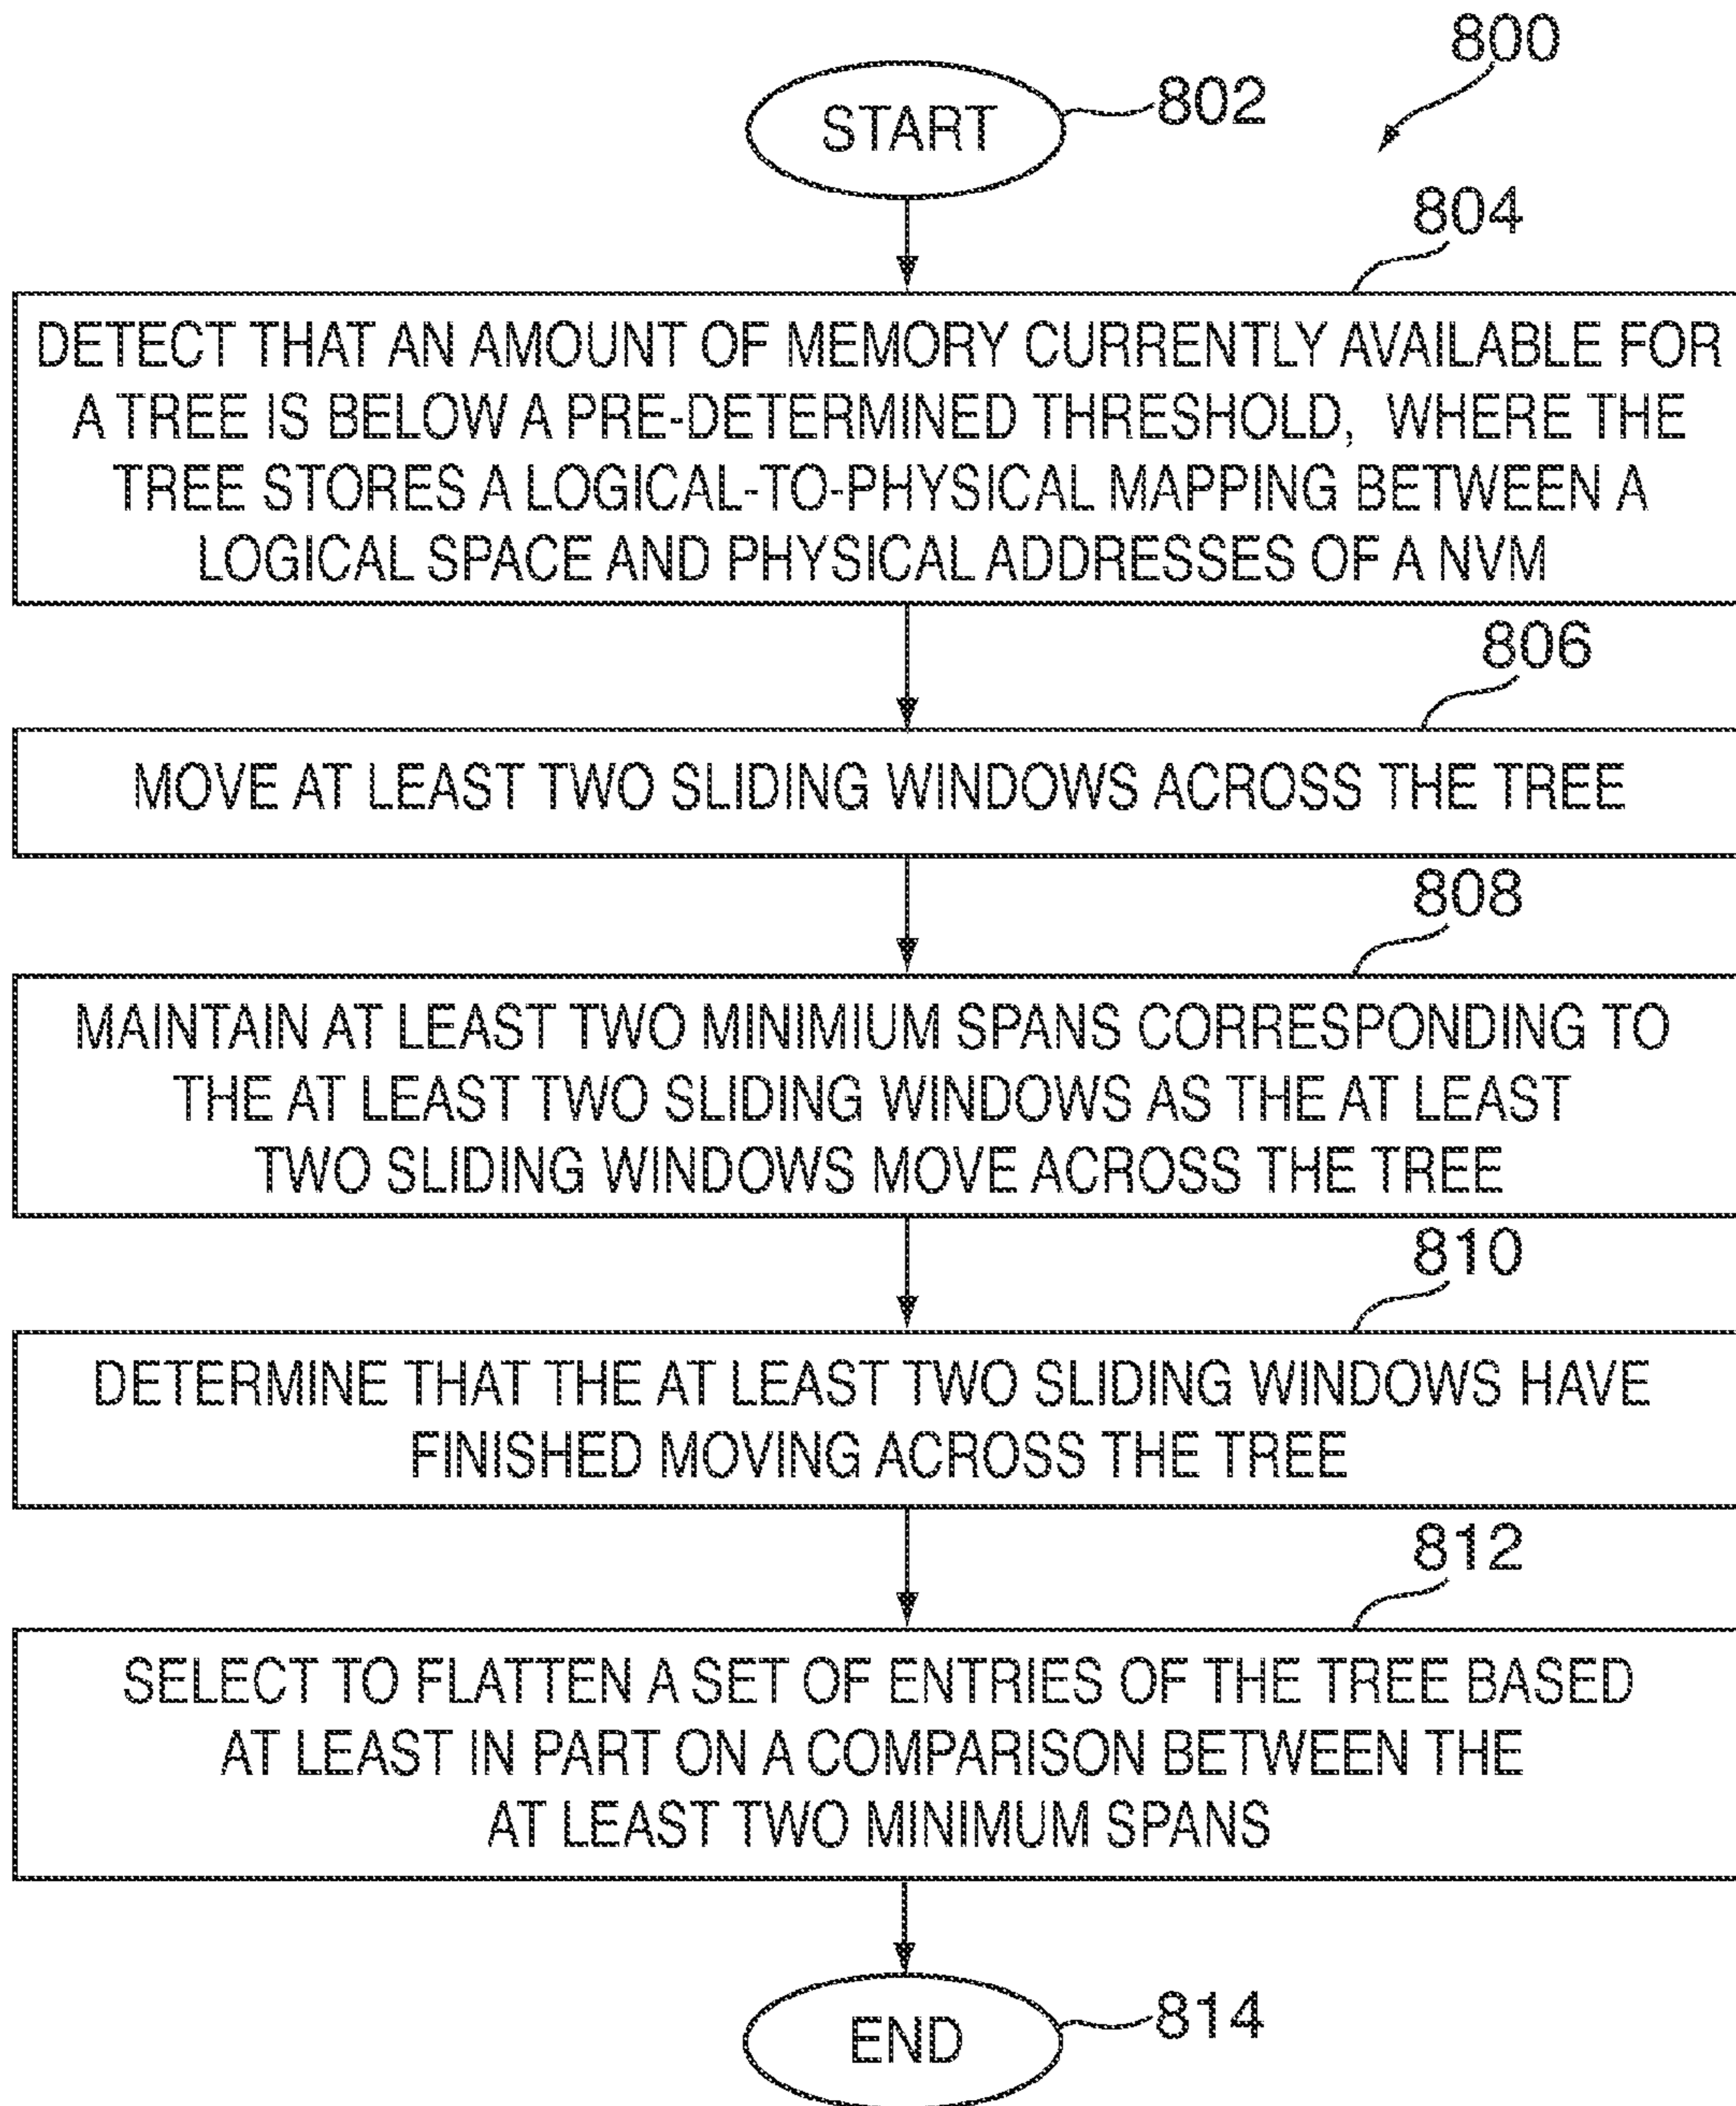 800
START
802
804
DETECT THAT AN AMOUNT OF MEMORY CURRENTLY AVAILABLE FOR
A TREE IS BELOW A PRE-DETERMINED THRESHOLD, WHERE THE
TREE STORES A LOGICAL-TO-PHYSICAL MAPPING BETWEEN A
LOGICAL SPACE AND PHYSICAL ADDRESSES OF A NVM
806
MOVE AT LEAST TWO SLIDING WINDOWS ACROSS THE TREE
808
MAINTAIN AT LEAST TWO MINIMIUM SPANS CORRESPONDING TO
THE AT LEAST TWO SLIDING WINDOWS AS THE AT LEAST
TWO SLIDING WINDOWS MOVE ACROSS THE TREE
810
DETERMINE THAT THE AT LEAST TWO SLIDING WINDOWS HAVE
FINISHED MOVING ACROSS THE TREE
812
SELECT TO FLATTEN A SET OF ENTRIES OF THE TREE BASED
AT LEAST IN PART ON A COMPARISON BETWEEN THE
AT LEAST TWO MINIMUM SPANS
END
814